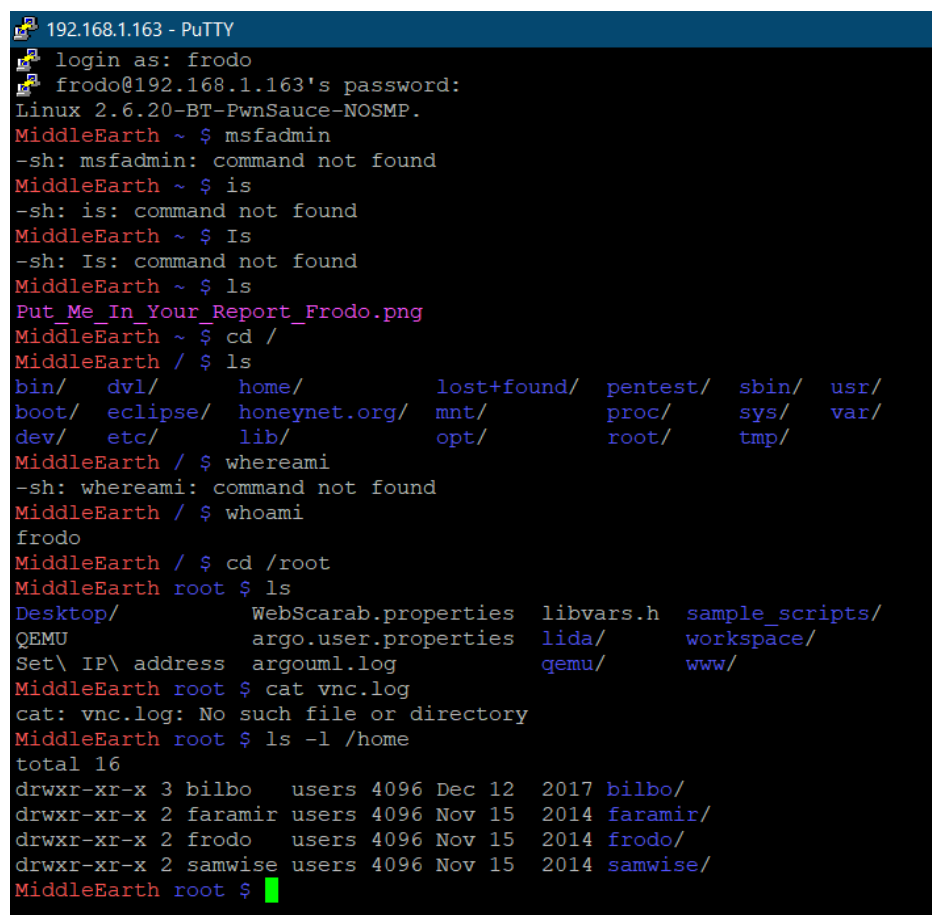 192.168.1.163 - PuTTY
login as: frodo
frodo@192.168.1.163's password:
Linux 2.6.20-BT-PwnSauce-NOSMP.
MiddleEarth ~ $ msfadmin
-sh: msfadmin: command not found
MiddleEarth ~ $ is
-sh: is: command not found
MiddleEarth ~ $ Is
-sh: Is: command not found
MiddleEarth ~ $ ls
Put_Me_In_Your_Report_Frodo.png
MiddleEarth ~ $ cd /
MiddleEarth / $ ls
bin/   dvl/      home/          lost+found/  pentest/  sbin/  usr/
boot/  eclipse/  honeynet.org/  mnt/         proc/     sys/   var/
dev/   etc/      lib/           opt/         root/     tmp/
MiddleEarth / $ whereami
-sh: whereami: command not found
MiddleEarth / $ whoami
frodo
MiddleEarth / $ cd /root
MiddleEarth root $ ls
Desktop/          WebScarab.properties  libvars.h  sample_scripts/
QEMU              argo.user.properties  lida/      workspace/
Set\ IP\ address  argouml.log           qemu/      www/
MiddleEarth root $ cat vnc.log
cat: vnc.log: No such file or directory
MiddleEarth root $ ls -l /home
total 16
drwxr-xr-x 3 bilbo   users 4096 Dec 12  2017 bilbo/
drwxr-xr-x 2 faramir users 4096 Nov 15  2014 faramir/
drwxr-xr-x 2 frodo   users 4096 Nov 15  2014 frodo/
drwxr-xr-x 2 samwise users 4096 Nov 15  2014 samwise/
MiddleEarth root $